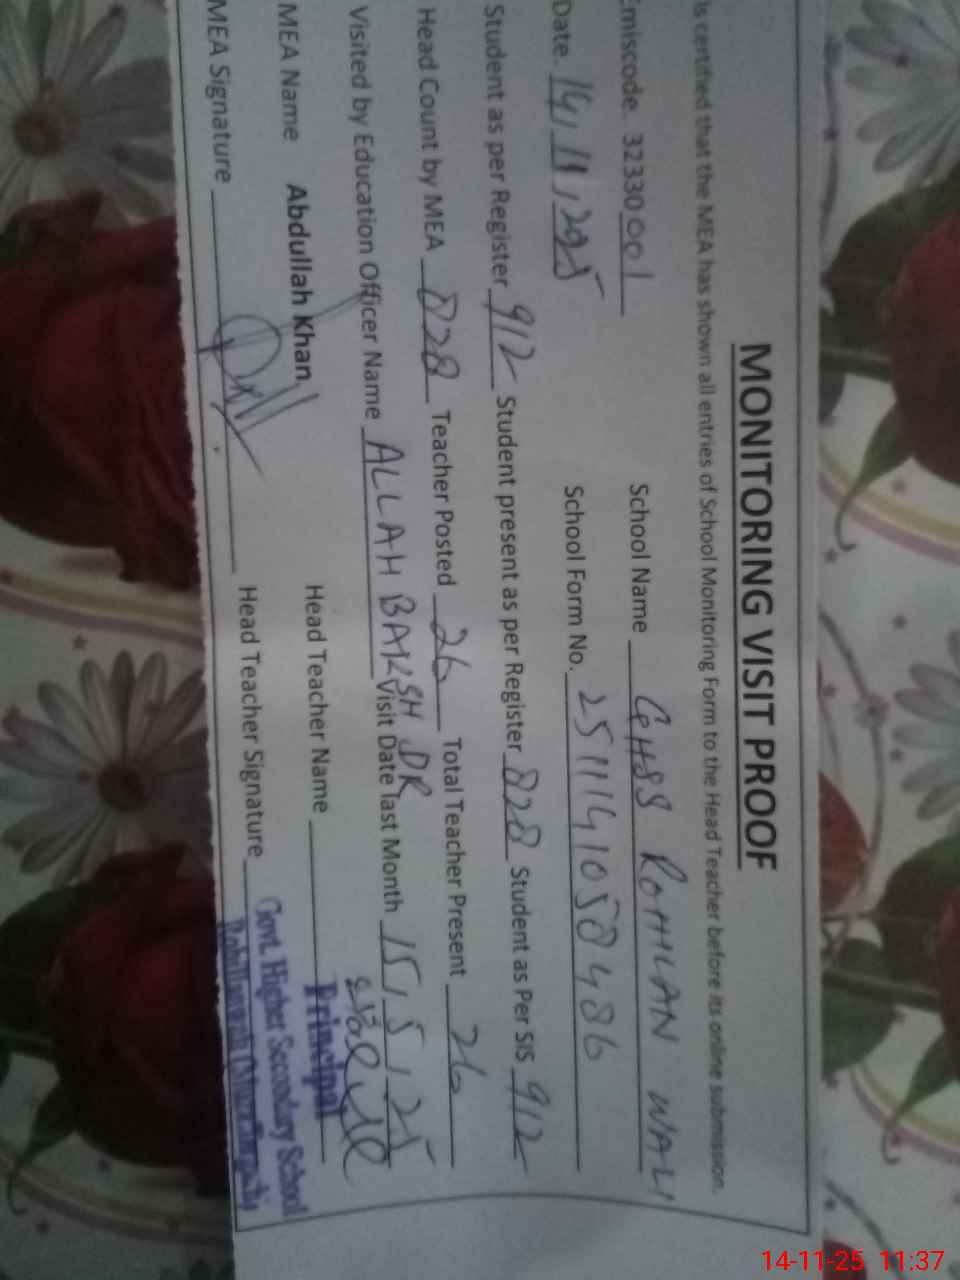 MONITORING VISIT PROOF
is certified that the MEA has shown all entries of School Monitoring Form to the Head Teacher before its online submission.
Emiscode. 32330001 School Name GHSS ROHILAN WALI
Date. 14, 11, 2025 School Form No. 251114105808486
Student as per Register 912 Student present as per Register 828 Student as Per SIS 912
Head Count by MEA 828 Teacher Posted 26 Total Teacher Present 26
Visited by Education Officer Name ALLAH BAKSH DR Visit Date last Month 15, 5, 25
MEA Name Abdullah Khan Head Teacher Name
MEA Signature Head Teacher Signature
Principal
Govt. Higher Secondary School
14-11-25 11:37